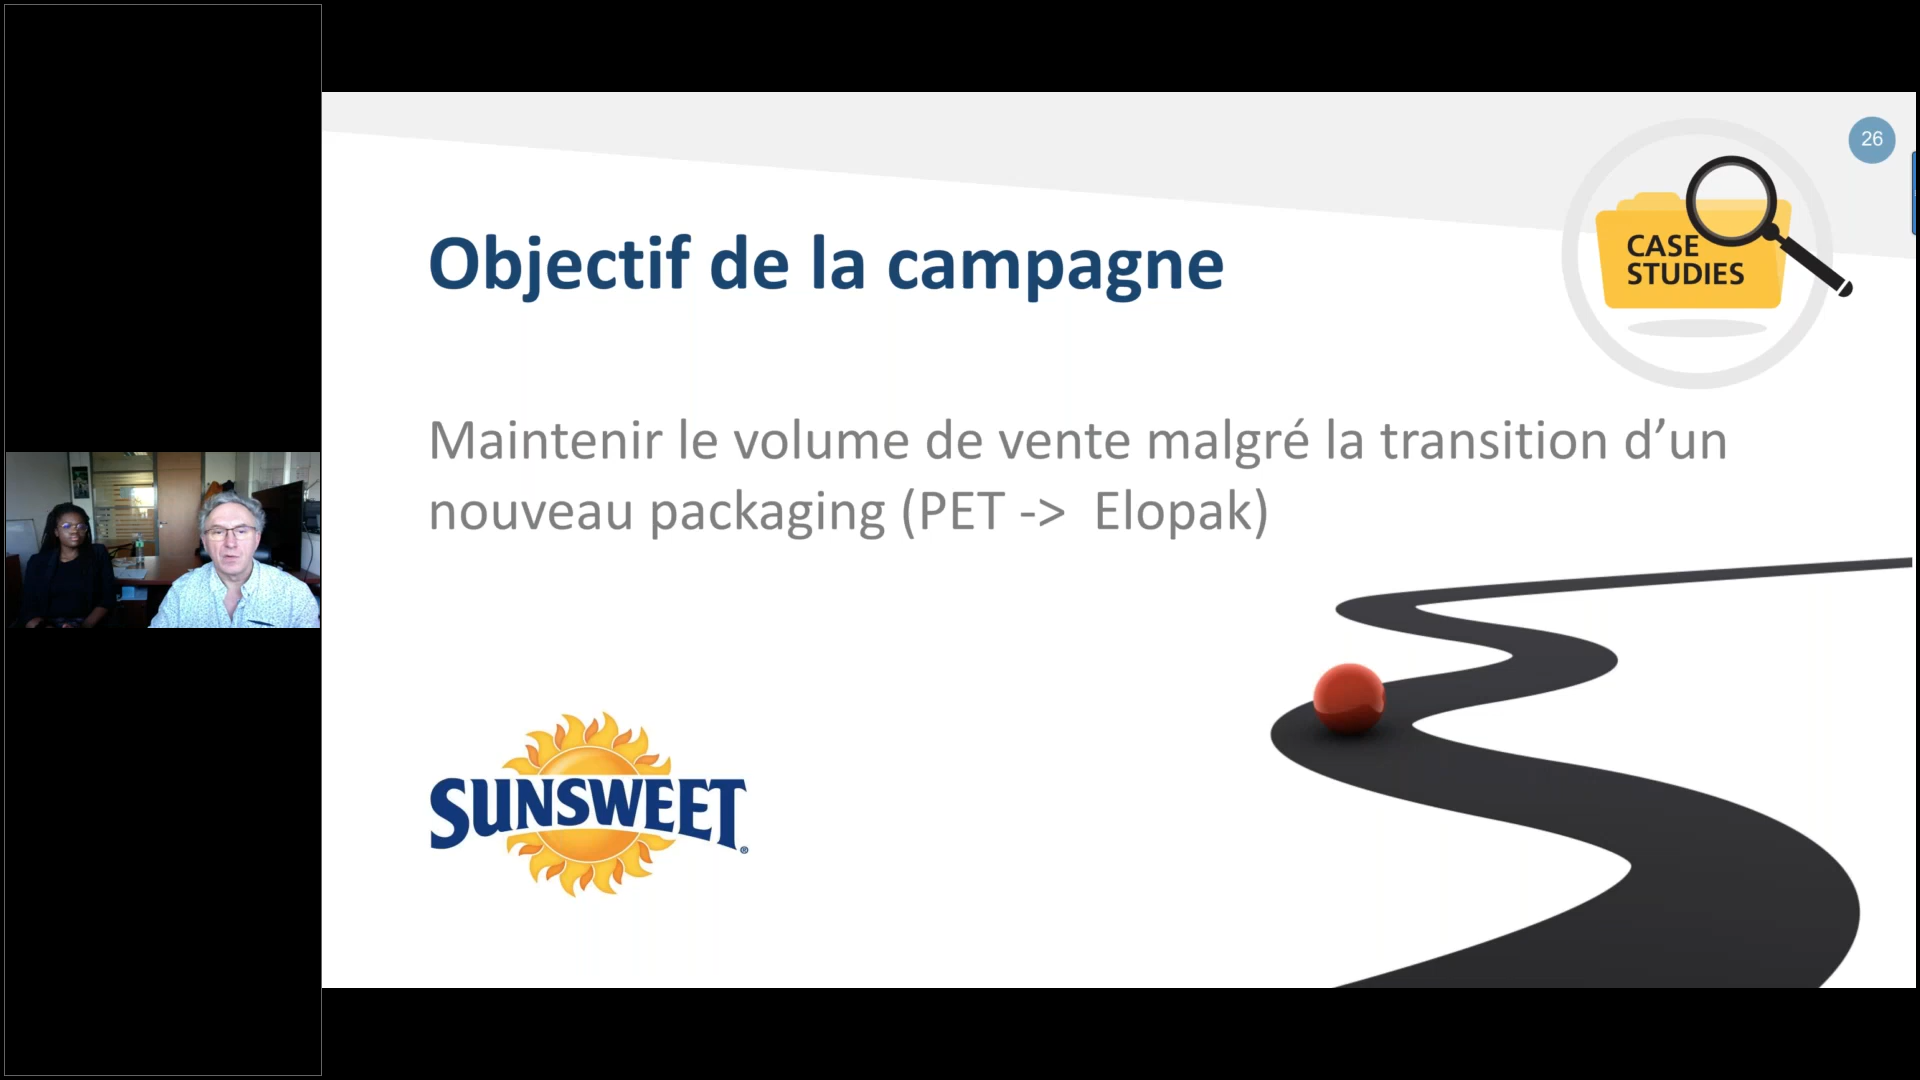 26
CASE
STUDIES
Objectif de la campagne
Maintenir le volume de vente malgré la transition d’un
nouveau packaging (PET -> Elopak)
SUNSWEET®